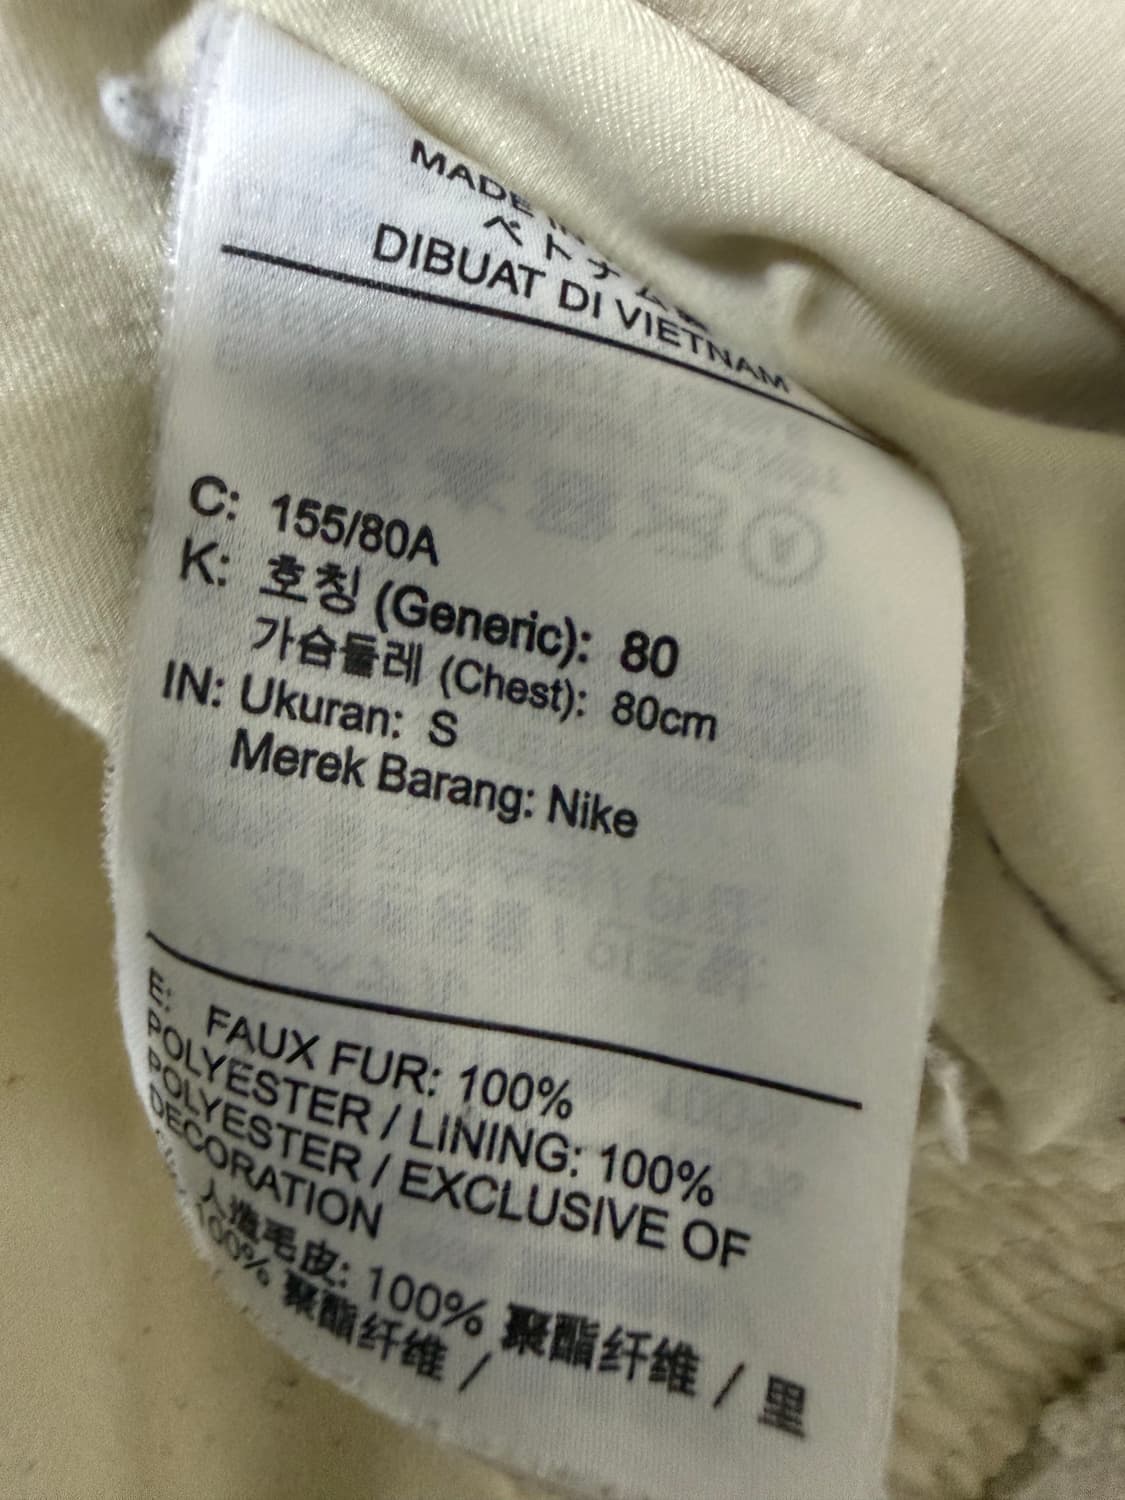 MADE IN
ベトナム製
DIBUAT DI VIETNAM
C: 155/80A
K: 호칭 (Generic): 80
가슴둘레 (Chest): 80cm
IN: Ukuran: S
Merek Barang: Nike
E: FAUX FUR: 100%
POLYESTER / LINING: 100%
POLYESTER / EXCLUSIVE OF
DECORATION
人造毛皮: 100% 聚酯纤维 / 里
100% 聚酯纤维 /